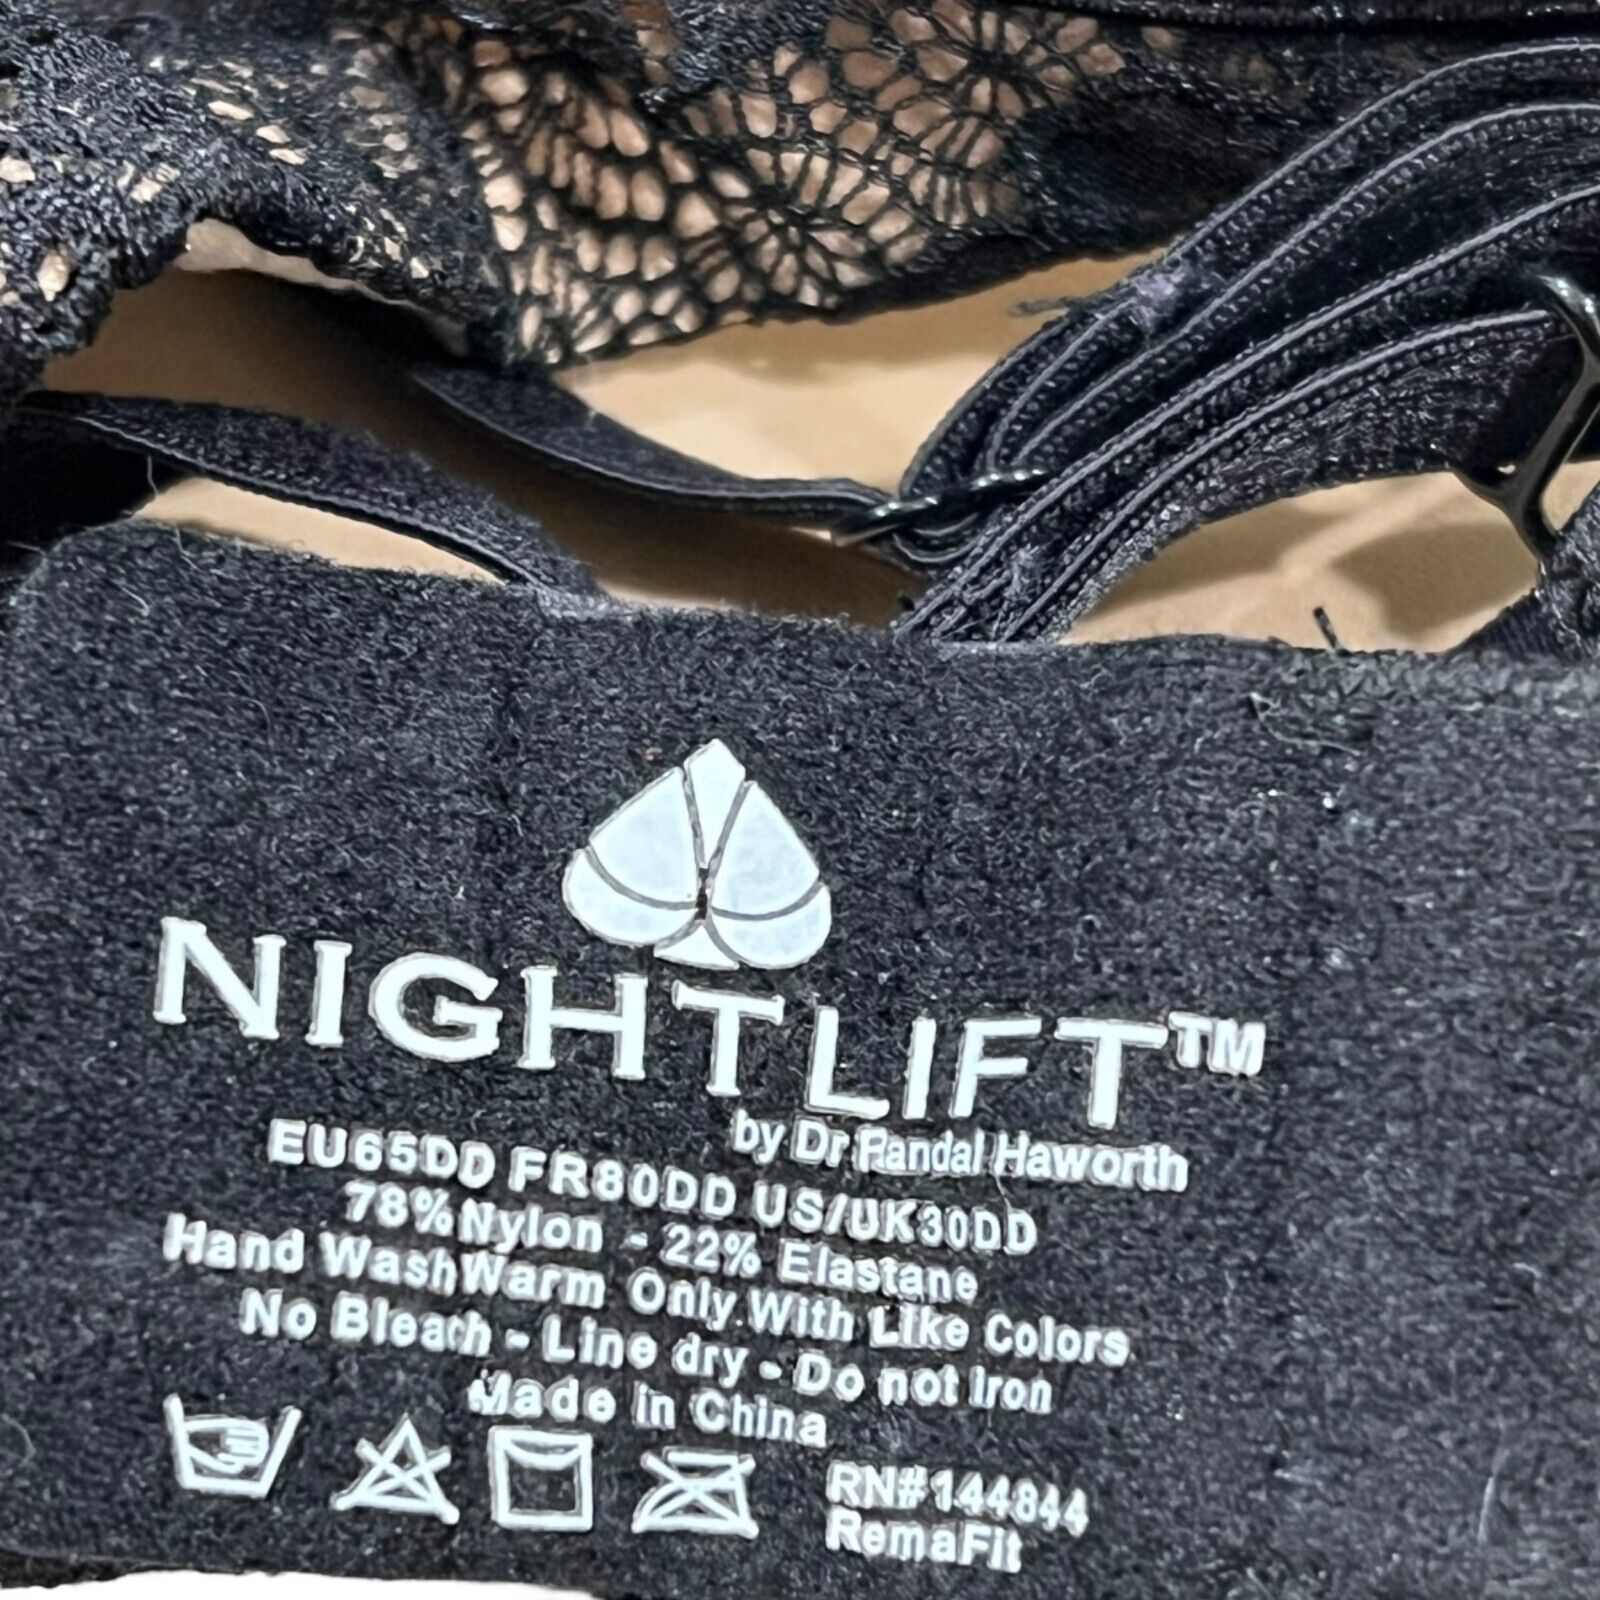 NIGHTLIFT™
by Dr Randal Haworth
EU65DD FR80DD US/UK30DD
78%Nylon - 22% Elastane
Hand WashWarm Only.With Like Colors
No Bleach - Line dry - Do not Iron
Made in China
RN#144844
RemaFit